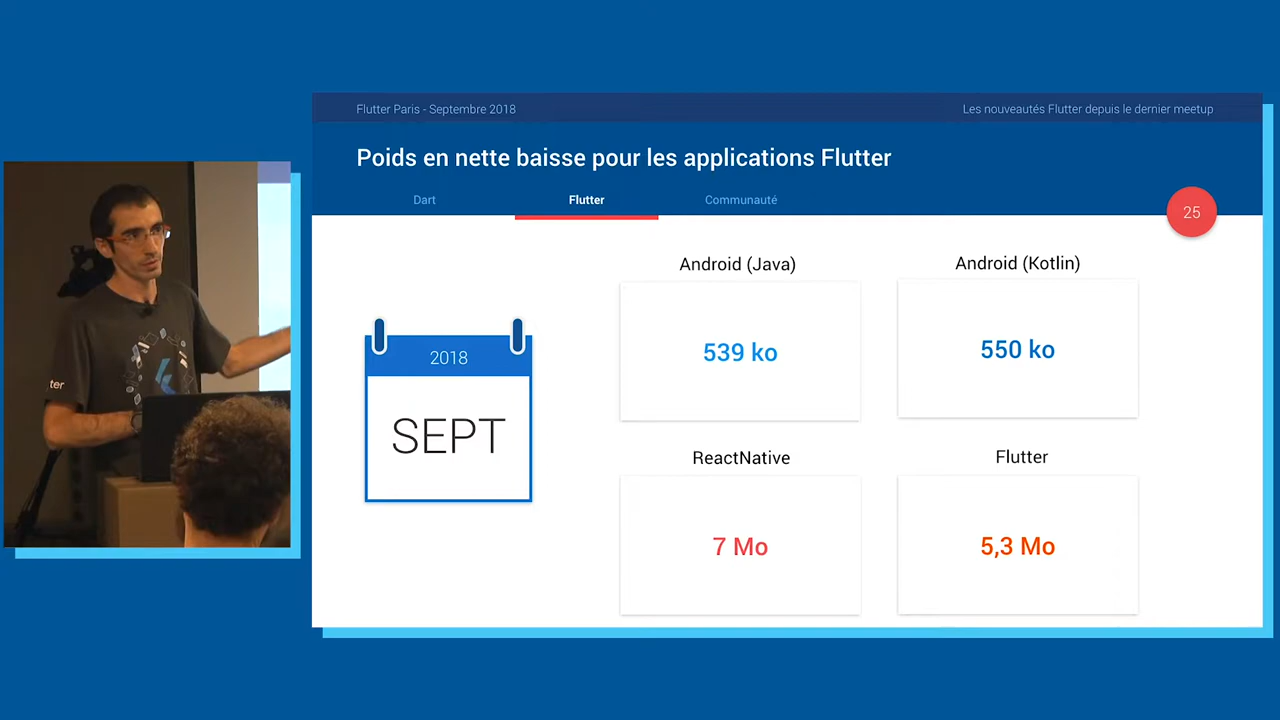 Flutter Paris - Septembre 2018
Les nouveautés Flutter depuis le dernier meetup
Poids en nette baisse pour les applications Flutter
Dart
Flutter
Communauté
25
2018
SEPT
Android (Java)
539 ko
Android (Kotlin)
550 ko
ReactNative
7 Mo
Flutter
5,3 Mo
ter